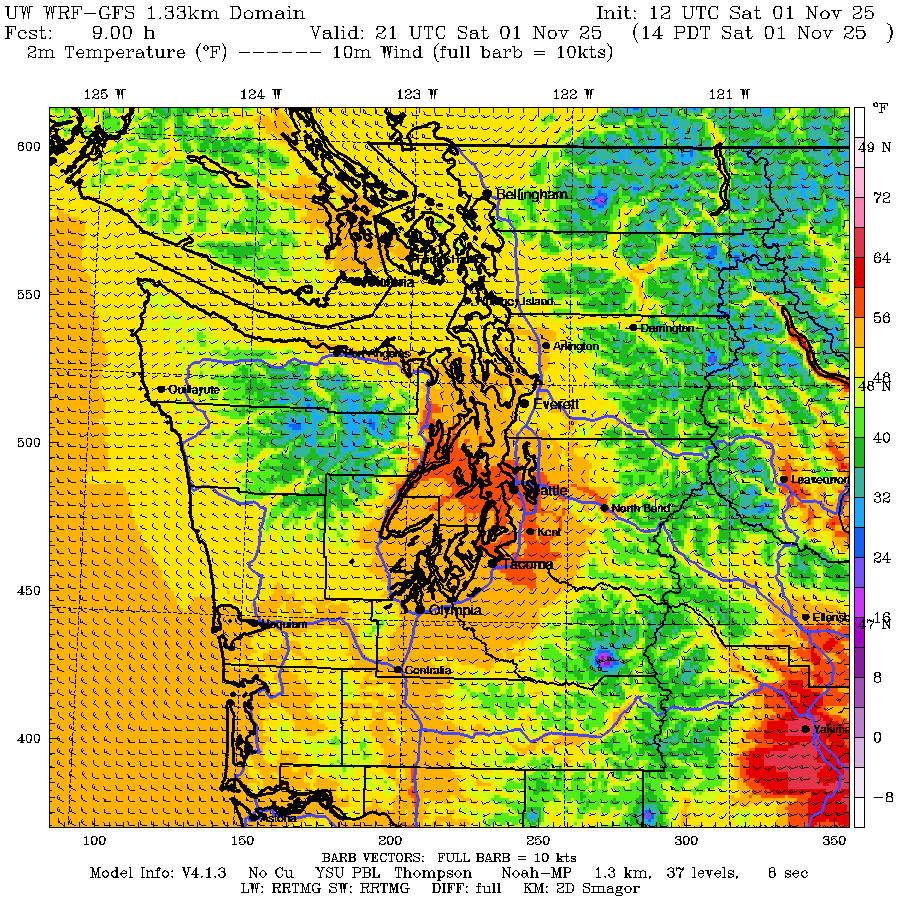 UW WRF-GFS 1.33km Domain Init: 12 UTC Sat 01 Nov 25
Fcst: 9.00 h Valid: 21 UTC Sat 01 Nov 25 (14 PDT Sat 01 Nov 25 )
2m Temperature (°F) ------ 10m Wind (full barb = 10kts)
125 W 124 W 123 W 122 W 121 W
°F
600
49 N
Bellingham
72
64
550
Island
56
Darrington
Arlington
Port Angeles
48
48 N
Quillayute
Everett
500
40
Leavenworth
Seattle
32
North Bend
Kent
24
Tacoma
450
Olympia
16
47 N
Hoquiam
Ellensb
Centralia
8
400
Yakima
0
-8
Astoria
100 150 200 250 300 350
BARB VECTORS: FULL BARB = 10 kts
Model Info: V4.1.3 No Cu YSU PBL Thompson Noah-MP 1.3 km, 37 levels, 8 sec
LW: RRTMG SW: RRTMG DIFF: full KM: 2D Smagor